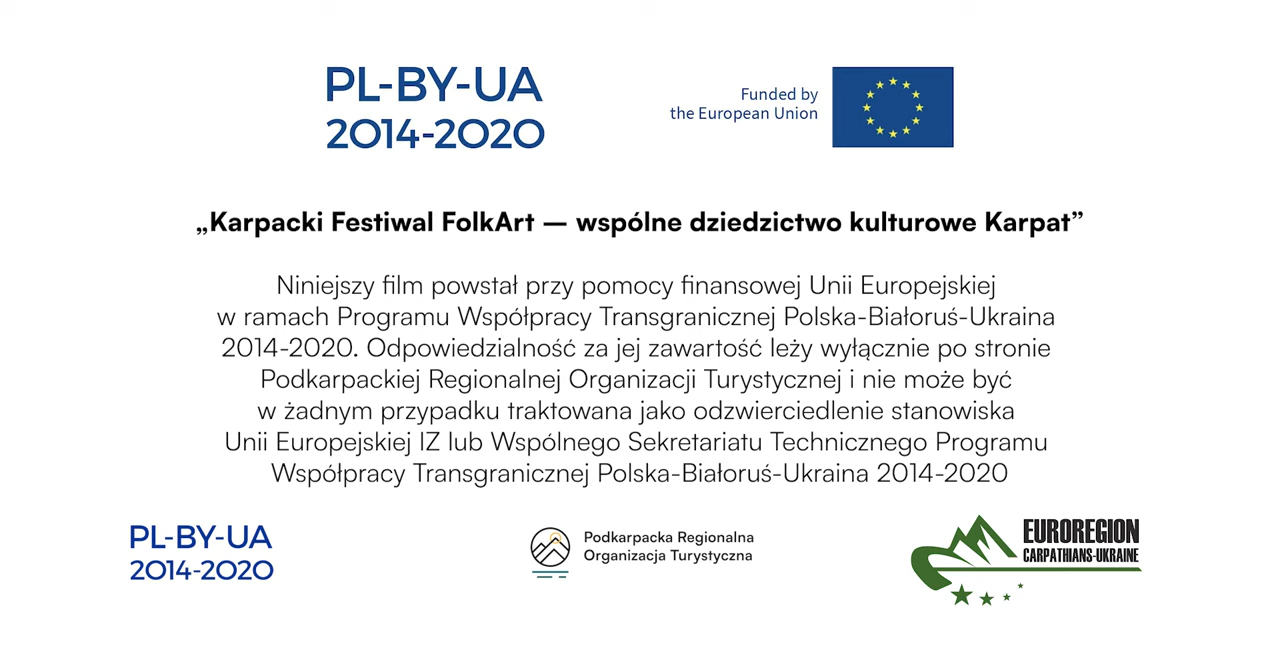 PL-BY-UA
2014-2020
Funded by
the European Union
„Karpacki Festiwal FolkArt — wspólne dziedzictwo kulturowe Karpat”
Niniejszy film powstał przy pomocy finansowej Unii Europejskiej
w ramach Programu Współpracy Transgranicznej Polska-Białoruś-Ukraina
2014-2020. Odpowiedzialność za jej zawartość leży wyłącznie po stronie
Podkarpackiej Regionalnej Organizacji Turystycznej i nie może być
w żadnym przypadku traktowana jako odzwierciedlenie stanowiska
Unii Europejskiej IZ lub Wspólnego Sekretariatu Technicznego Programu
Współpracy Transgranicznej Polska-Białoruś-Ukraina 2014-2020
PL-BY-UA
2014-2020
Podkarpacka Regionalna
Organizacja Turystyczna
EUROREGION
CARPATHIANS-UKRAINE